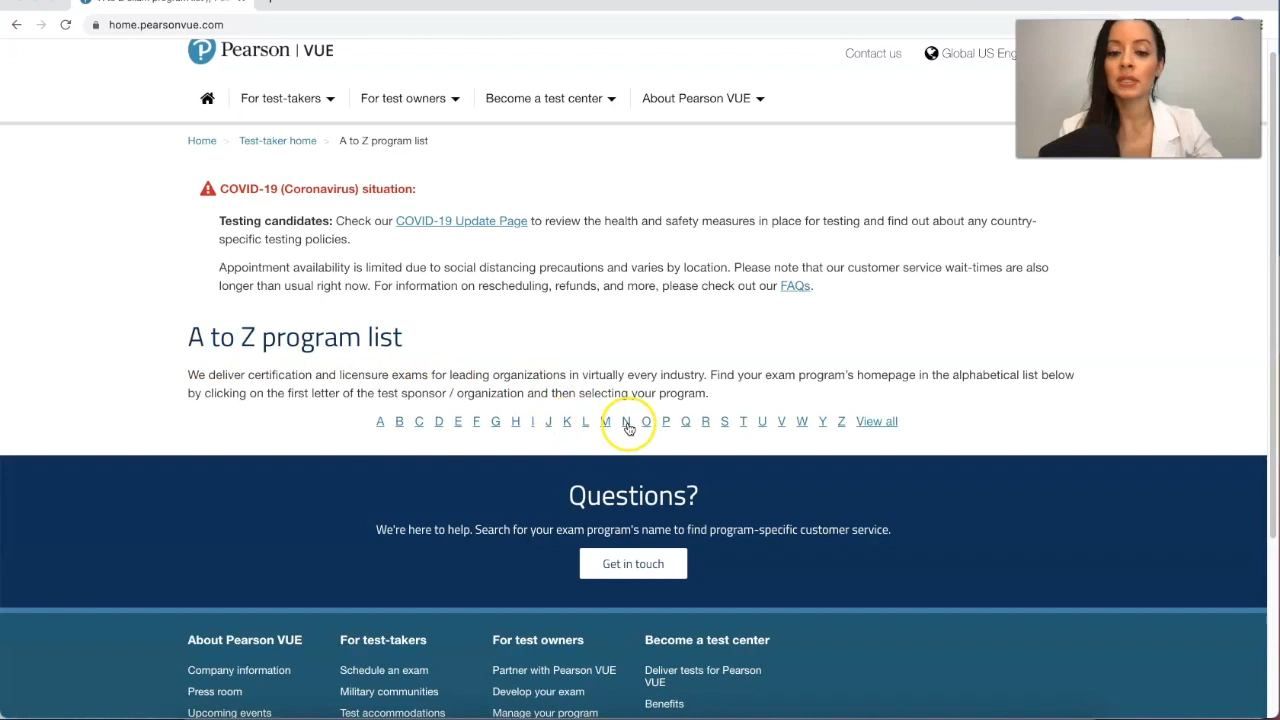 home.pearsonvue.com
Pearson | VUE
Contact us
Global US Eng
For test-takers
For test owners
Become a test center
About Pearson VUE
Home > Test-taker home > A to Z program list
COVID-19 (Coronavirus) situation:
Testing candidates: Check our COVID-19 Update Page to review the health and safety measures in place for testing and find out about any country-
specific testing policies.
Appointment availability is limited due to social distancing precautions and varies by location. Please note that our customer service wait-times are also
longer than usual right now. For information on rescheduling, refunds, and more, please check out our FAQs.
A to Z program list
We deliver certification and licensure exams for leading organizations in virtually every industry. Find your exam program's homepage in the alphabetical list below
by clicking on the first letter of the test sponsor / organization and then selecting your program.
A B C D E F G H I J K L M N O P Q R S T U V W Y Z View all
Questions?
We're here to help. Search for your exam program's name to find program-specific customer service.
Get in touch
About Pearson VUE
For test-takers
For test owners
Become a test center
Company information
Schedule an exam
Partner with Pearson VUE
Deliver tests for Pearson
VUE
Press room
Military communities
Develop your exam
Benefits
Upcoming events
Test accommodations
Manage your program